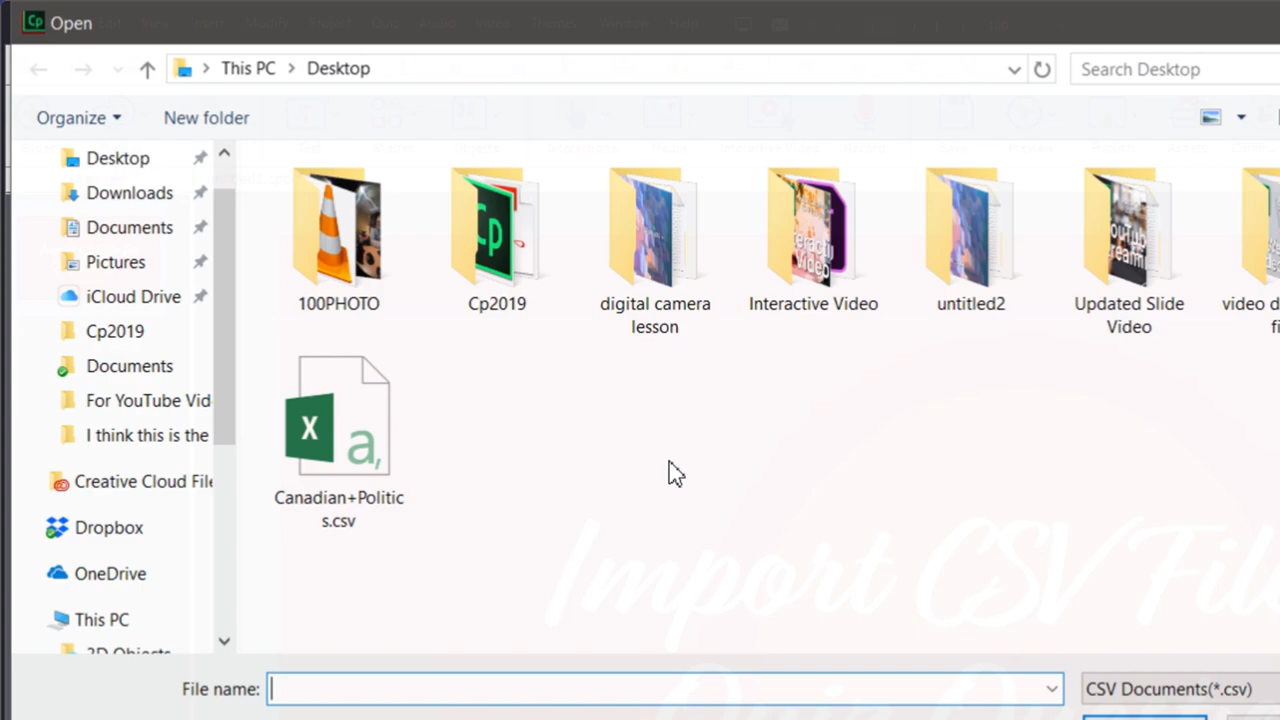 Cp Open
This PC > Desktop
Search Desktop
Organize
New folder
Desktop
Downloads
Documents
Pictures
iCloud Drive
Cp2019
Documents
For YouTube Vid
I think this is the
Creative Cloud File
Dropbox
OneDrive
This PC
3D Objects
100PHOTO
Cp2019
digital camera
lesson
Interactive Video
untitled2
Updated Slide
Video
video d
fi
Canadian+Politic
s.csv
Import CSV File
File name:
CSV Documents(*.csv)